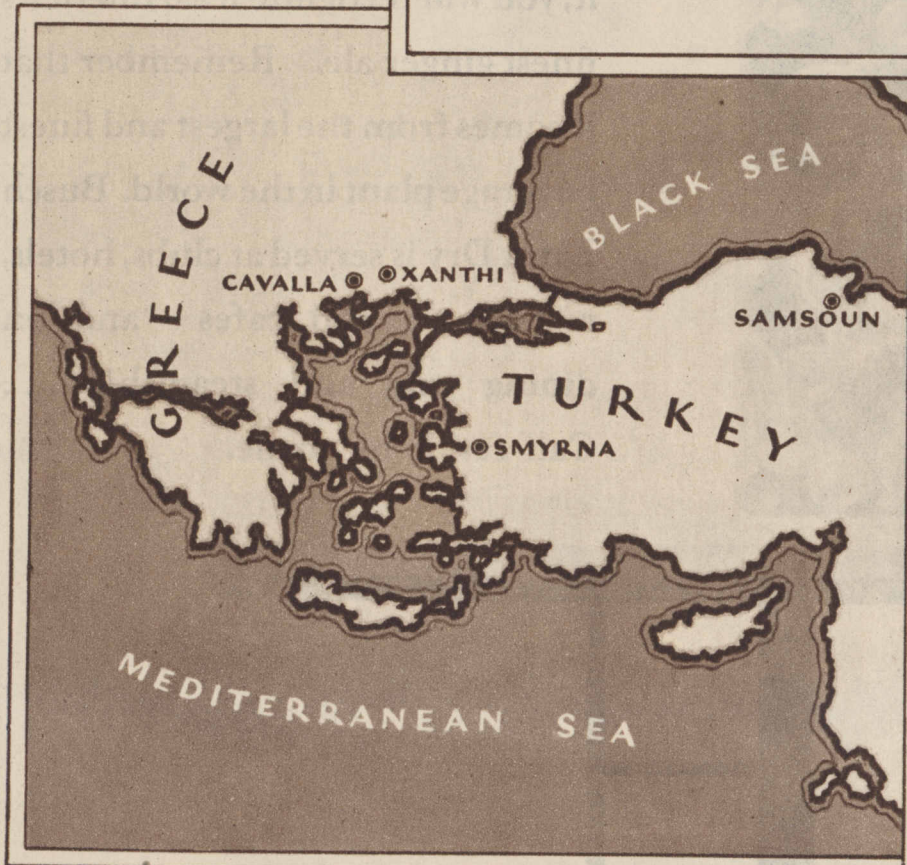 GREECE
BLACK SEA
CAVALLA
XANTHI
SAMSOUN
TURKEY
SMYRNA
MEDITERRANEAN SEA